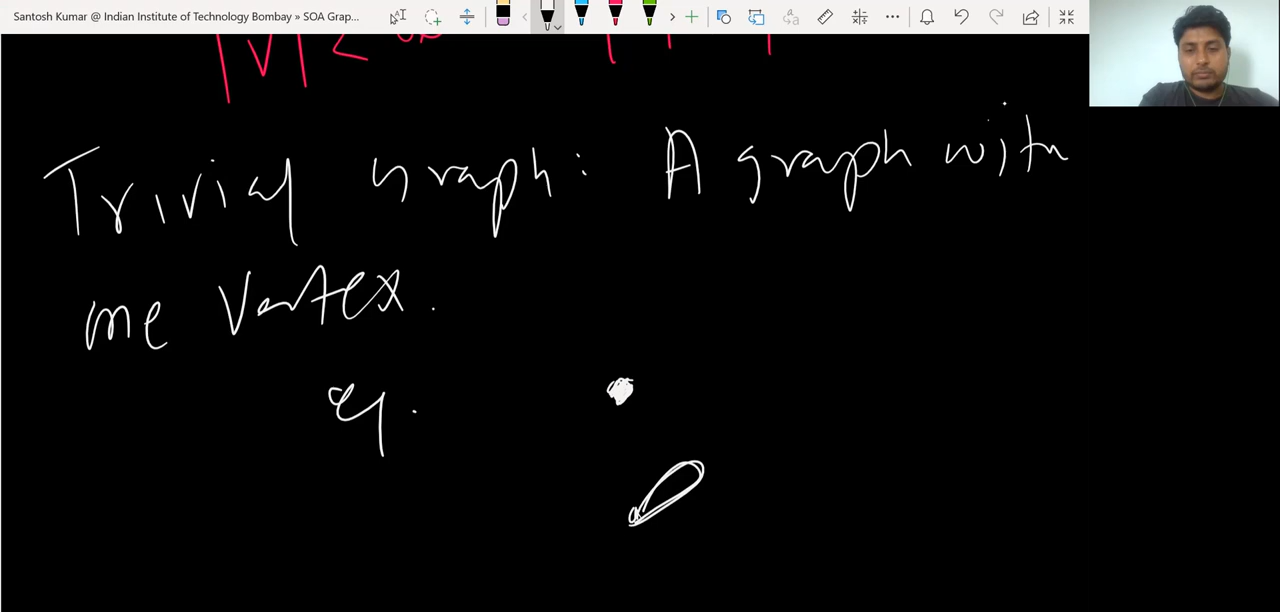 Santosh Kumar @ Indian Institute of Technology Bombay » SOA Grap...
|V| <
Trivial Graph: A graph with
one Vertex.
eg.